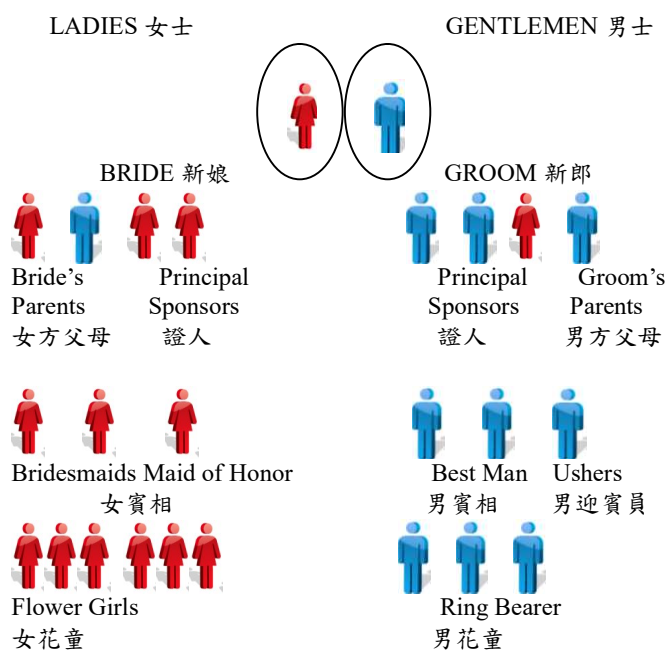 LADIES 女士
GENTLEMEN 男士
BRIDE 新娘
GROOM 新郎
Bride's Principal
Parents Sponsors
女方父母 證人
Principal Groom's
Sponsors Parents
證人 男方父母
Bridesmaids Maid of Honor
女賓相
Best Man Ushers
男賓相 男迎賓員
Flower Girls
女花童
Ring Bearer
男花童